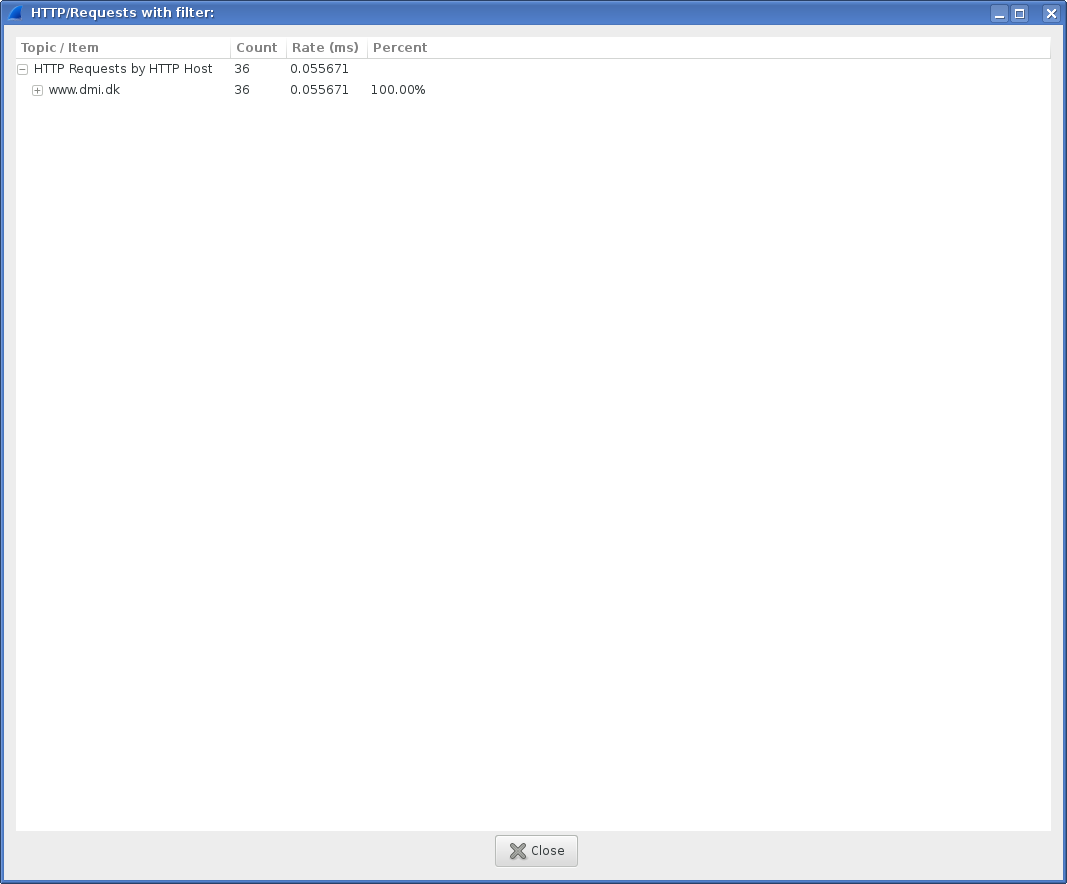 HTTP/Requests with filter:
Topic / Item Count Rate (ms) Percent
HTTP Requests by HTTP Host 36 0.055671
www.dmi.dk 36 0.055671 100.00%
Close